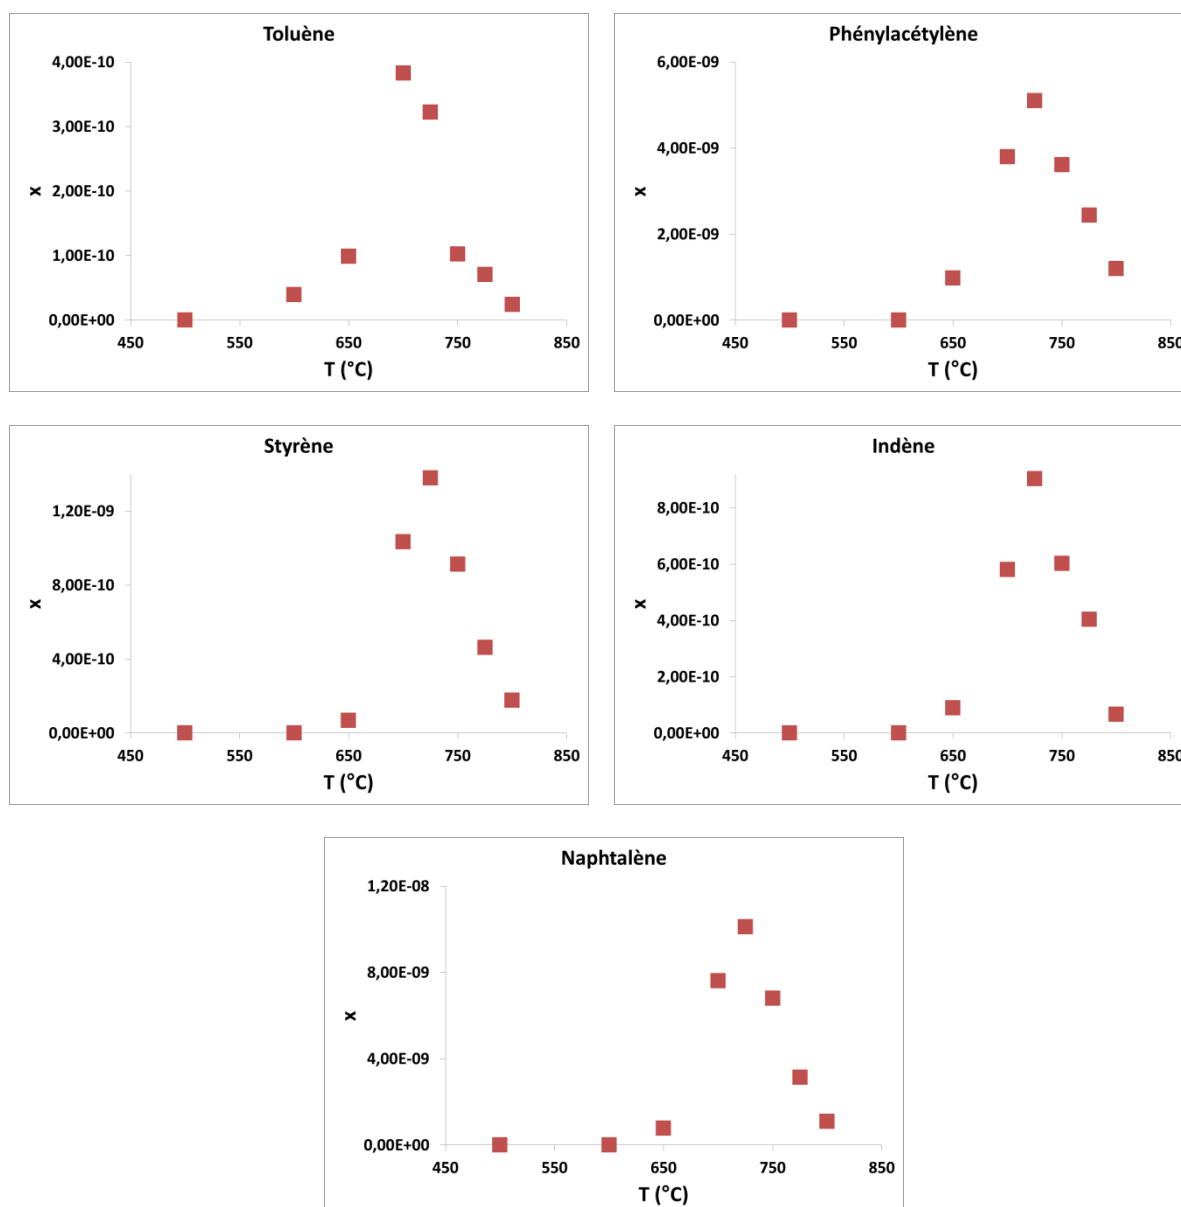 Toluène
4,00E-10
3,00E-10
2,00E-10
1,00E-10
0,00E+00
x
450 550 650 750 850
T (°C)
Phénylacétylène
6,00E-09
4,00E-09
2,00E-09
0,00E+00
x
450 550 650 750 850
T (°C)
Styrène
1,20E-09
8,00E-10
4,00E-10
0,00E+00
x
450 550 650 750 850
T (°C)
Indène
8,00E-10
6,00E-10
4,00E-10
2,00E-10
0,00E+00
x
450 550 650 750 850
T (°C)
Naphtalène
1,20E-08
8,00E-09
4,00E-09
0,00E+00
x
450 550 650 750 850
T (°C)